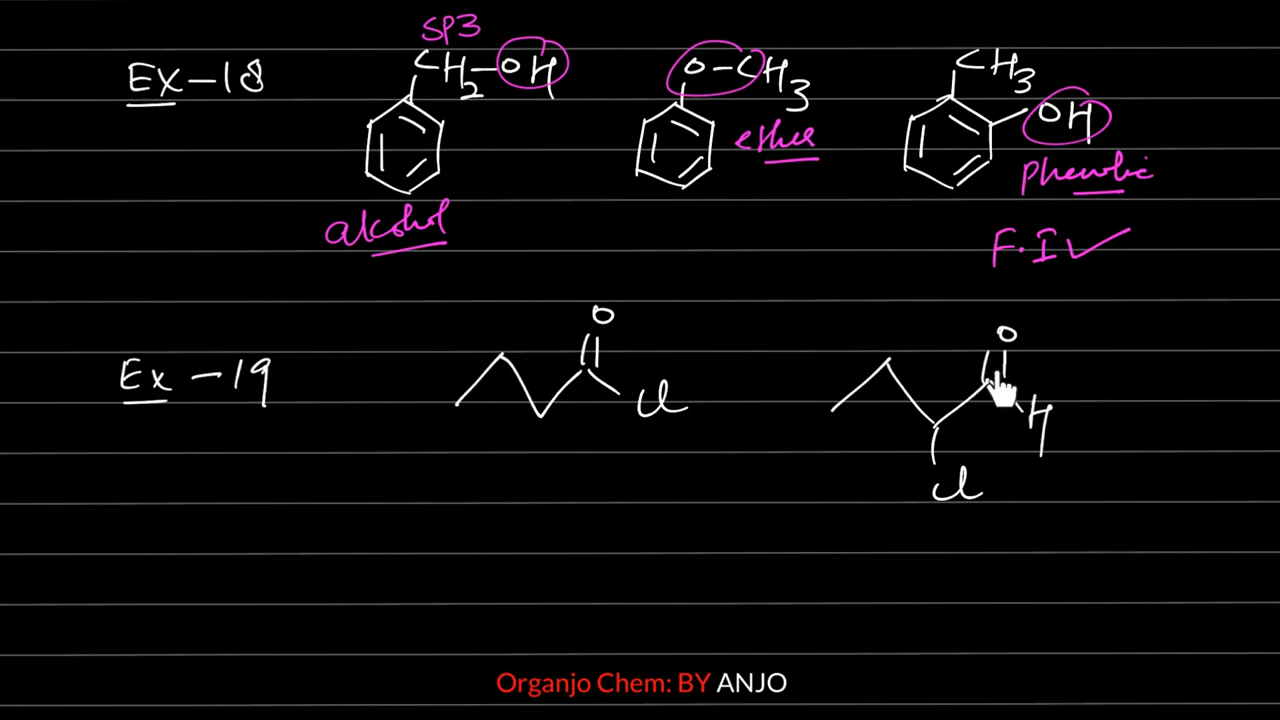 SP3
Ex-18
CH2-OH
O-CH3
CH3
OH
ether
phenolic
alcohol
F.I✓
O
O
Ex-19
Cl
H
Cl
Organjo Chem: BY ANJO